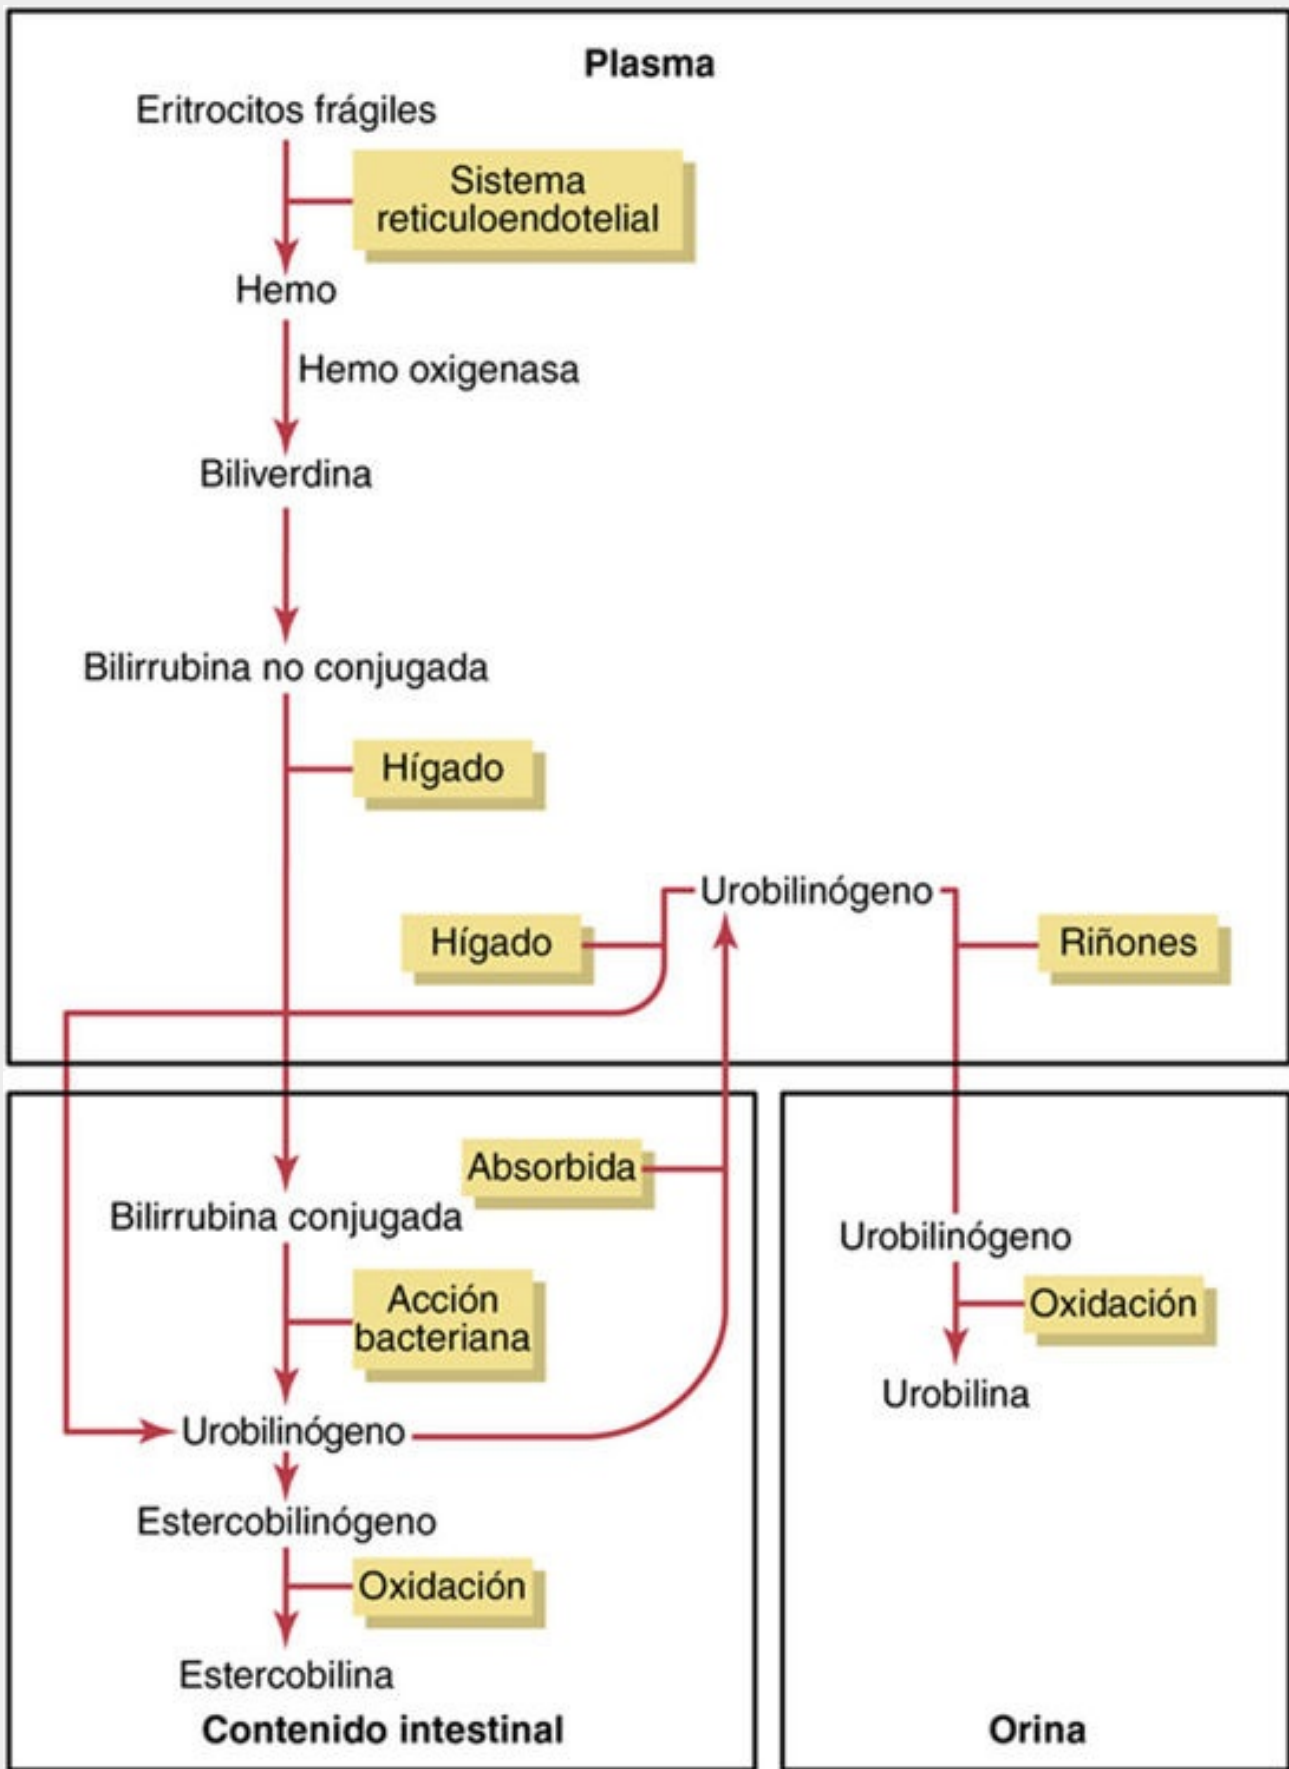 Plasma
Eritrocitos frágiles
Sistema
reticuloendotelial
Hemo
Hemo oxigenasa
Biliverdina
Bilirrubina no conjugada
Hígado
Urobilinógeno
Hígado
Riñones
Absorbida
Bilirrubina conjugada
Acción
bacteriana
Urobilinógeno
Estercobilinógeno
Oxidación
Estercobilina
Contenido intestinal
Urobilinógeno
Oxidación
Urobilina
Orina